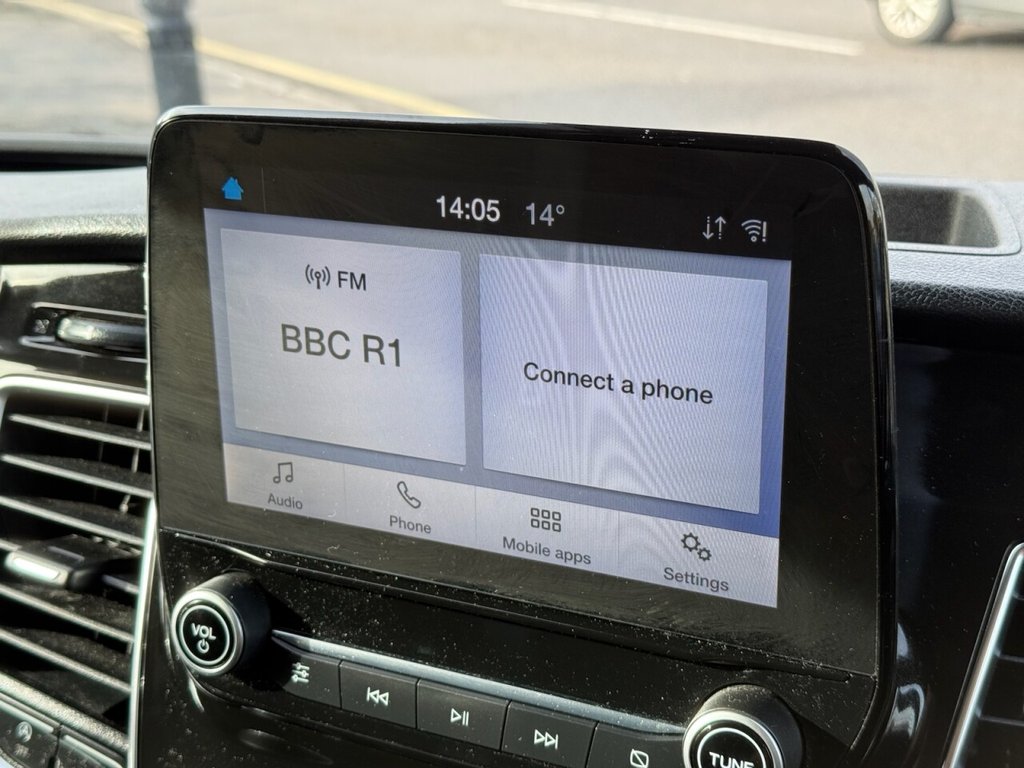 14:05 14°
FM
BBC R1
Connect a phone
Audio
Phone
Mobile apps
Settings
VOL
TUNE